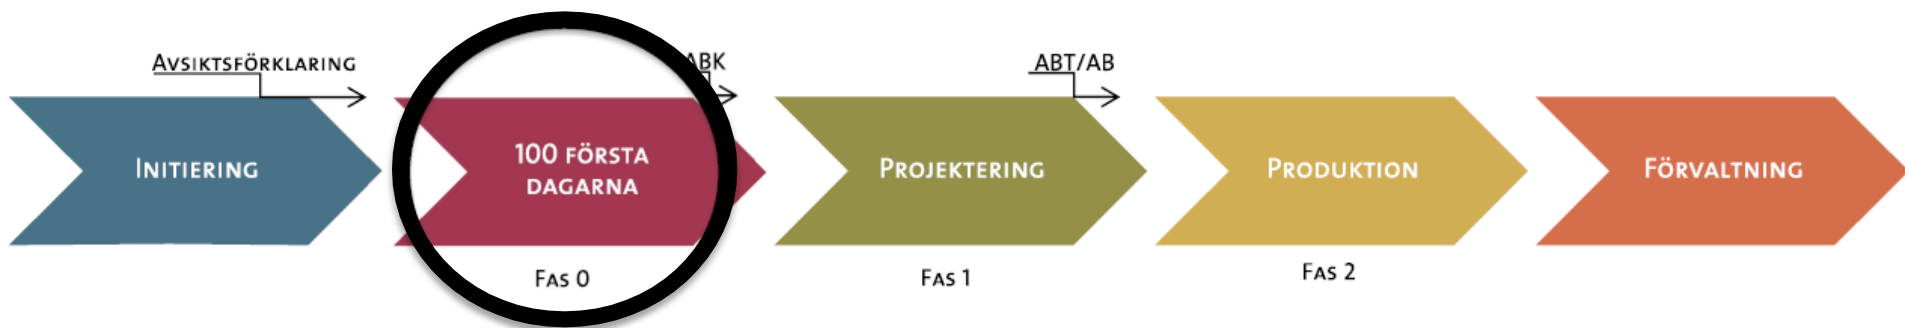 Avsiktsförklaring
ABK
ABT/AB
Initiering
100 första
dagarna
Projektering
Produktion
Förvaltning
Fas 0
Fas 1
Fas 2